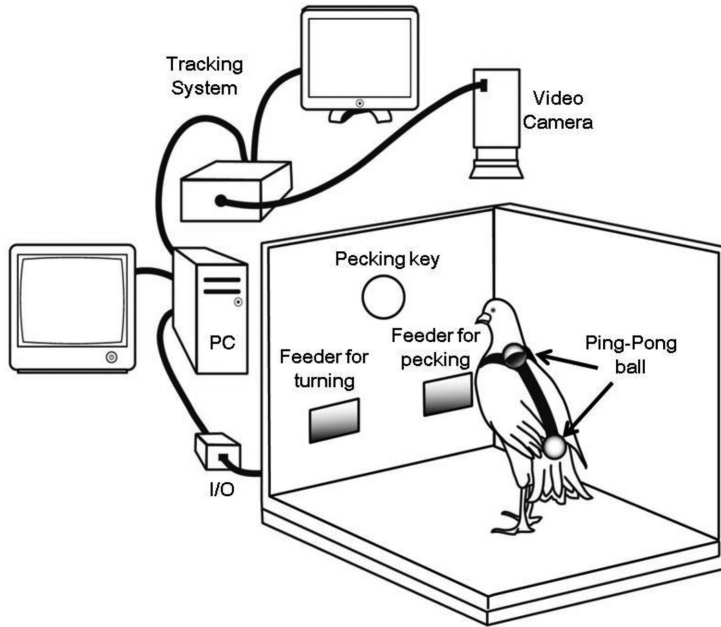 Tracking
System
Video
Camera
Pecking key
PC
Feeder for
turning
Feeder for
pecking
Ping-Pong
ball
I/O